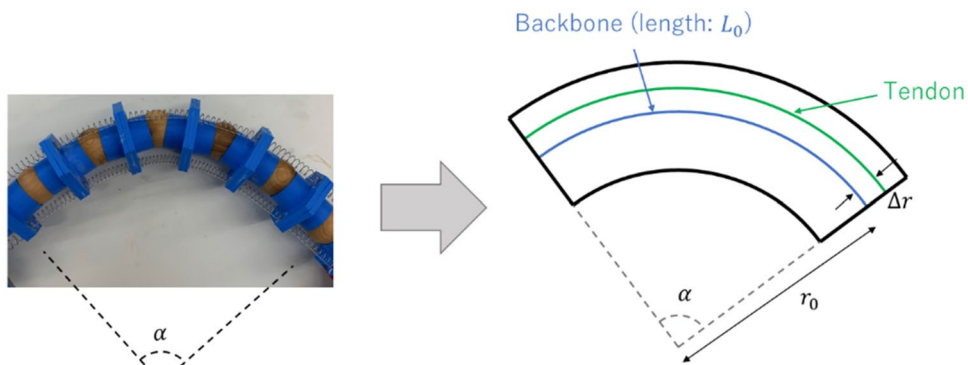 Backbone (length: L₀)
Tendon
Δr
r₀
α
α